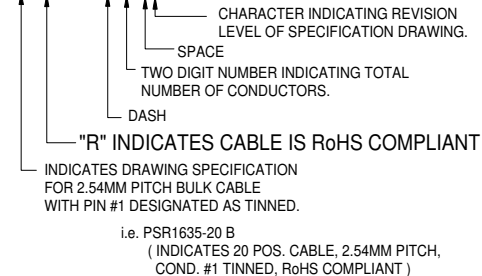 CHARACTER INDICATING REVISION
LEVEL OF SPECIFICATION DRAWING.
SPACE
TWO DIGIT NUMBER INDICATING TOTAL
NUMBER OF CONDUCTORS.
DASH
"R" INDICATES CABLE IS RoHS COMPLIANT
INDICATES DRAWING SPECIFICATION
FOR 2.54MM PITCH BULK CABLE
WITH PIN #1 DESIGNATED AS TINNED.
i.e. PSR1635-20 B
( INDICATES 20 POS. CABLE, 2.54MM PITCH,
COND. #1 TINNED, RoHS COMPLIANT )